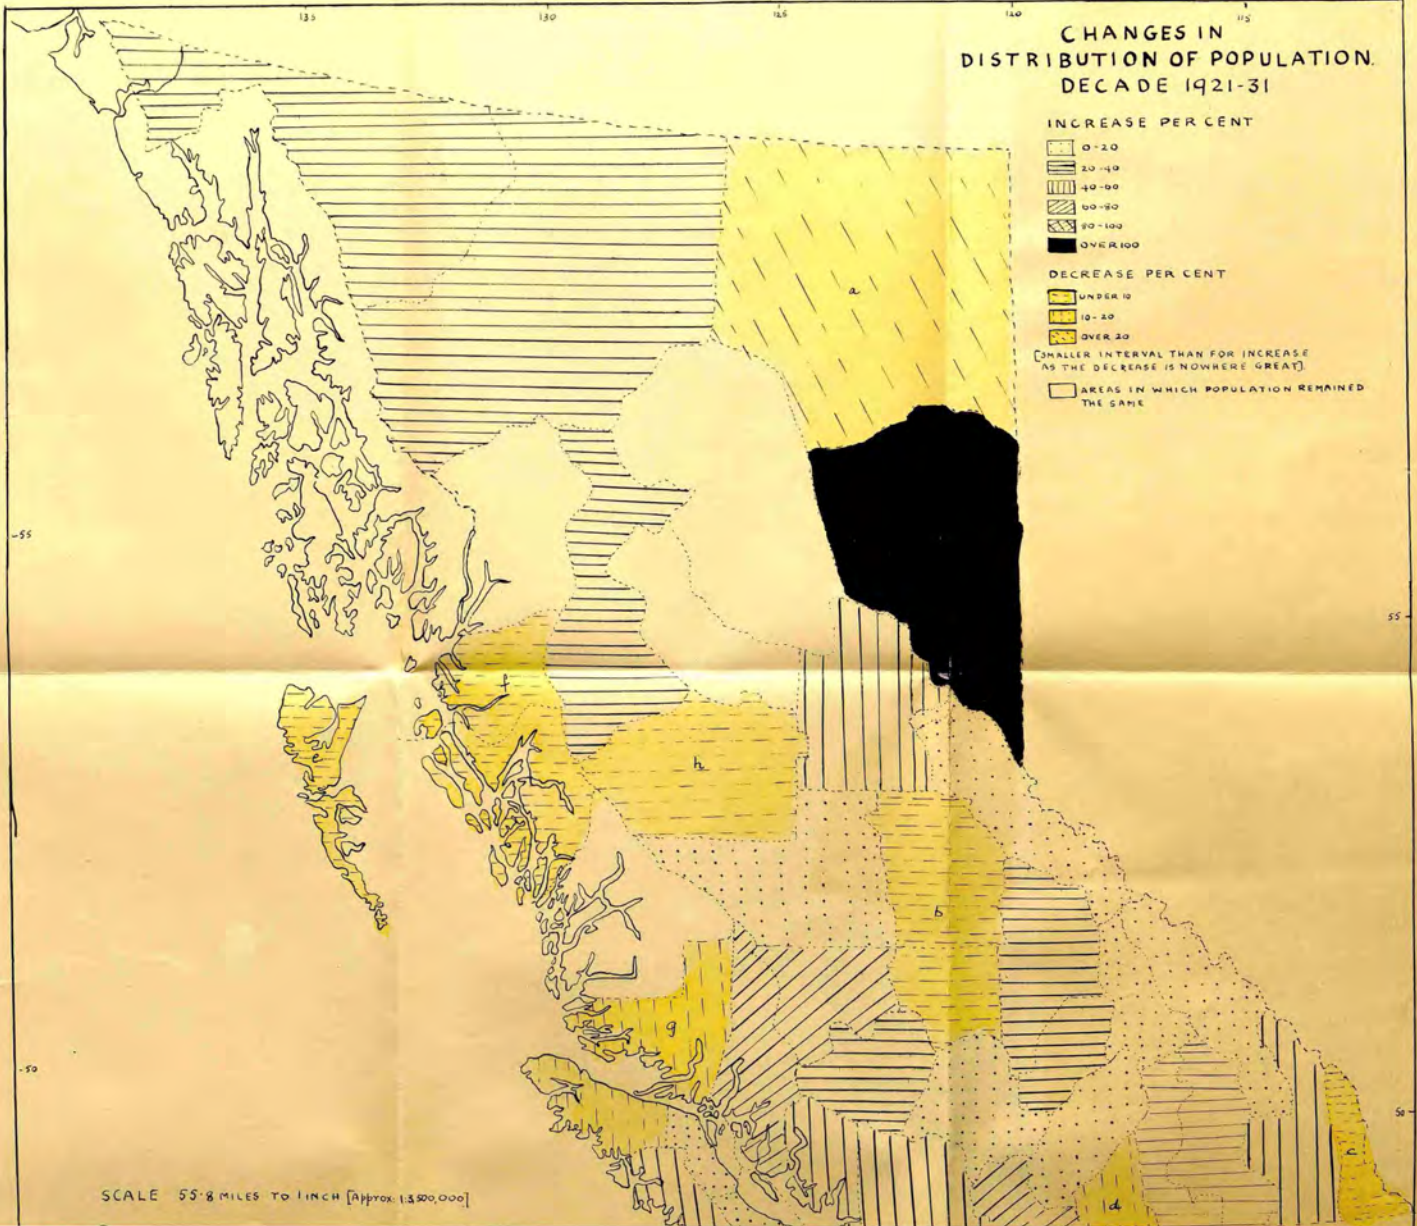 135
130
125
120
115
CHANGES IN
DISTRIBUTION OF POPULATION.
DECADE 1921-31
INCREASE PER CENT
0-20
20-40
40-60
60-80
80-100
OVER 100
DECREASE PER CENT
UNDER 10
10-20
OVER 20
[SMALLER INTERVAL THAN FOR INCREASE
AS THE DECREASE IS NOWHERE GREAT].
AREAS IN WHICH POPULATION REMAINED
THE SAME
a
55
55
f
h
b
g
50
50
c
d
SCALE 55.8 MILES TO 1 INCH [Approx. 1:3,500,000]